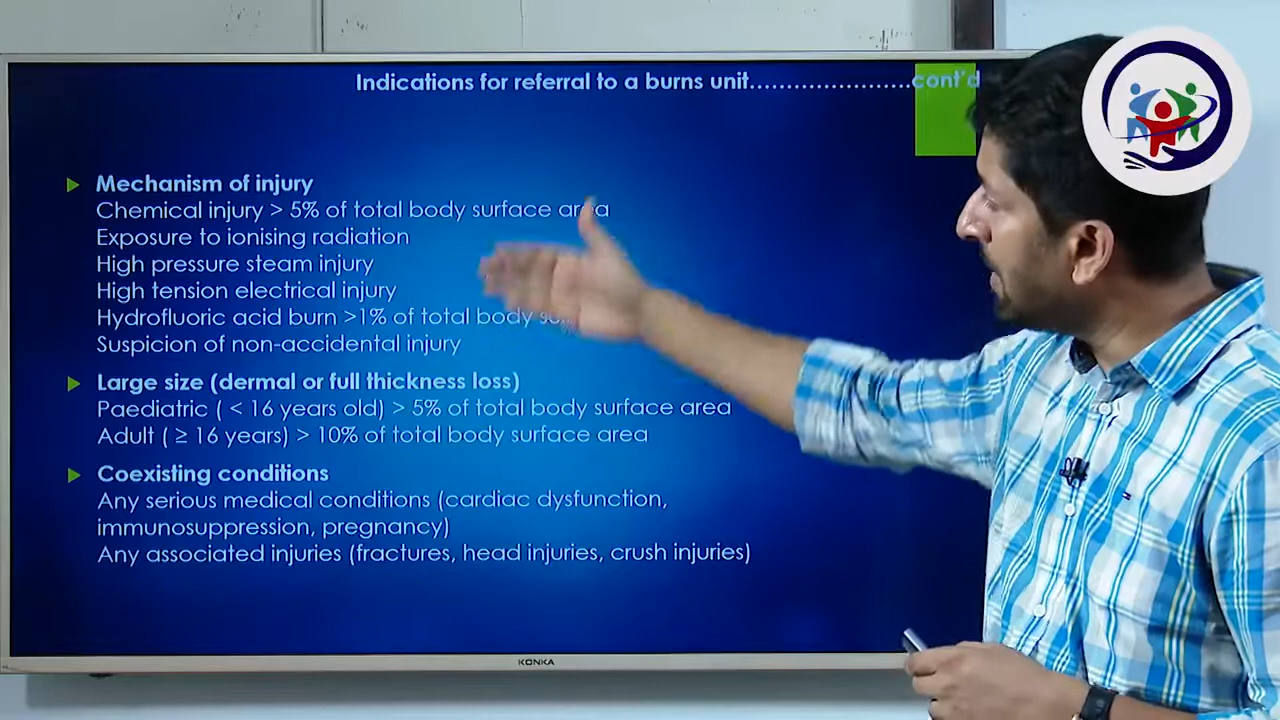 Indications for referral to a burns unit......................cont'd
Mechanism of injury
Chemical injury > 5% of total body surface area
Exposure to ionising radiation
High pressure steam injury
High tension electrical injury
Hydrofluoric acid burn >1% of total body
Suspicion of non-accidental injury
Large size (dermal or full thickness loss)
Paediatric ( < 16 years old) > 5% of total body surface area
Adult ( ≥ 16 years) > 10% of total body surface area
Coexisting conditions
Any serious medical conditions (cardiac dysfunction,
immunosuppression, pregnancy)
Any associated injuries (fractures, head injuries, crush injuries)
KONKA